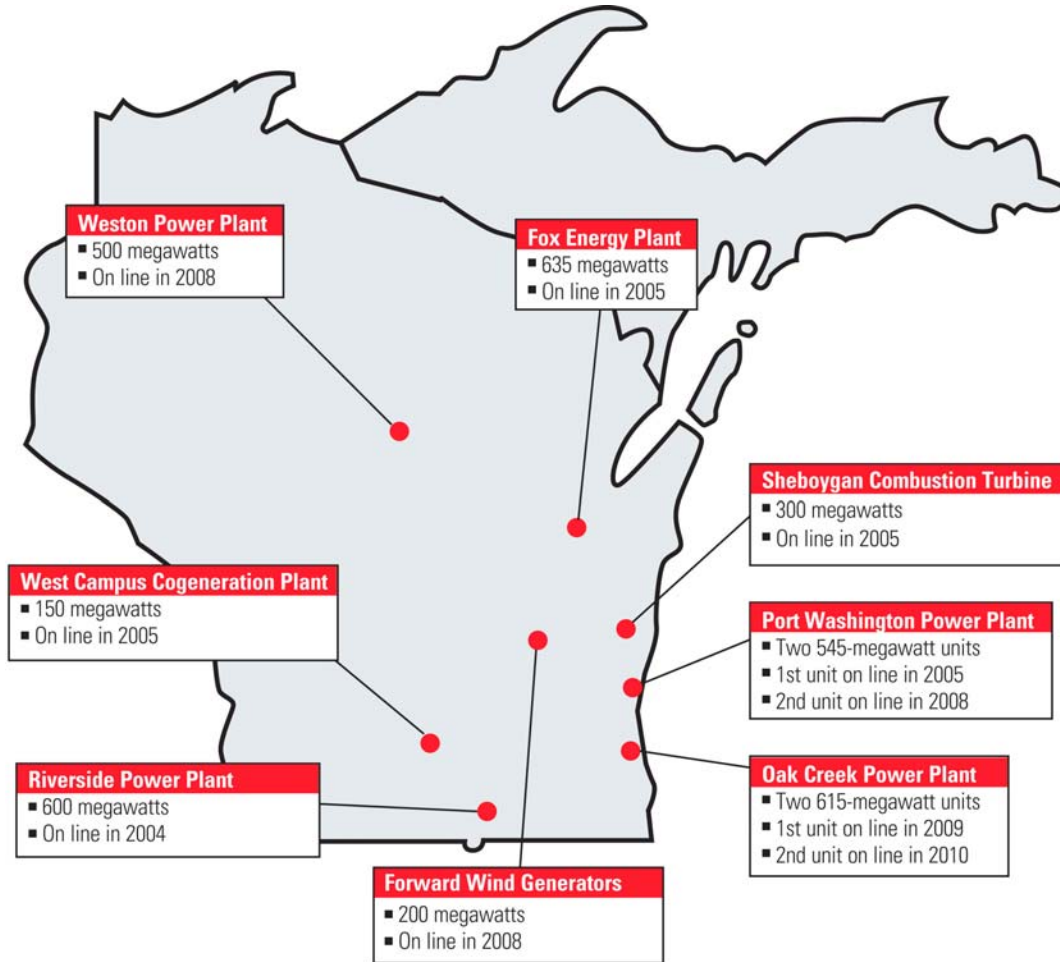 Weston Power Plant
▪ 500 megawatts
▪ On line in 2008
Fox Energy Plant
▪ 635 megawatts
▪ On line in 2005
Sheboygan Combustion Turbine
▪ 300 megawatts
▪ On line in 2005
West Campus Cogeneration Plant
▪ 150 megawatts
▪ On line in 2005
Port Washington Power Plant
▪ Two 545-megawatt units
▪ 1st unit on line in 2005
▪ 2nd unit on line in 2008
Riverside Power Plant
▪ 600 megawatts
▪ On line in 2004
Oak Creek Power Plant
▪ Two 615-megawatt units
▪ 1st unit on line in 2009
▪ 2nd unit on line in 2010
Forward Wind Generators
▪ 200 megawatts
▪ On line in 2008